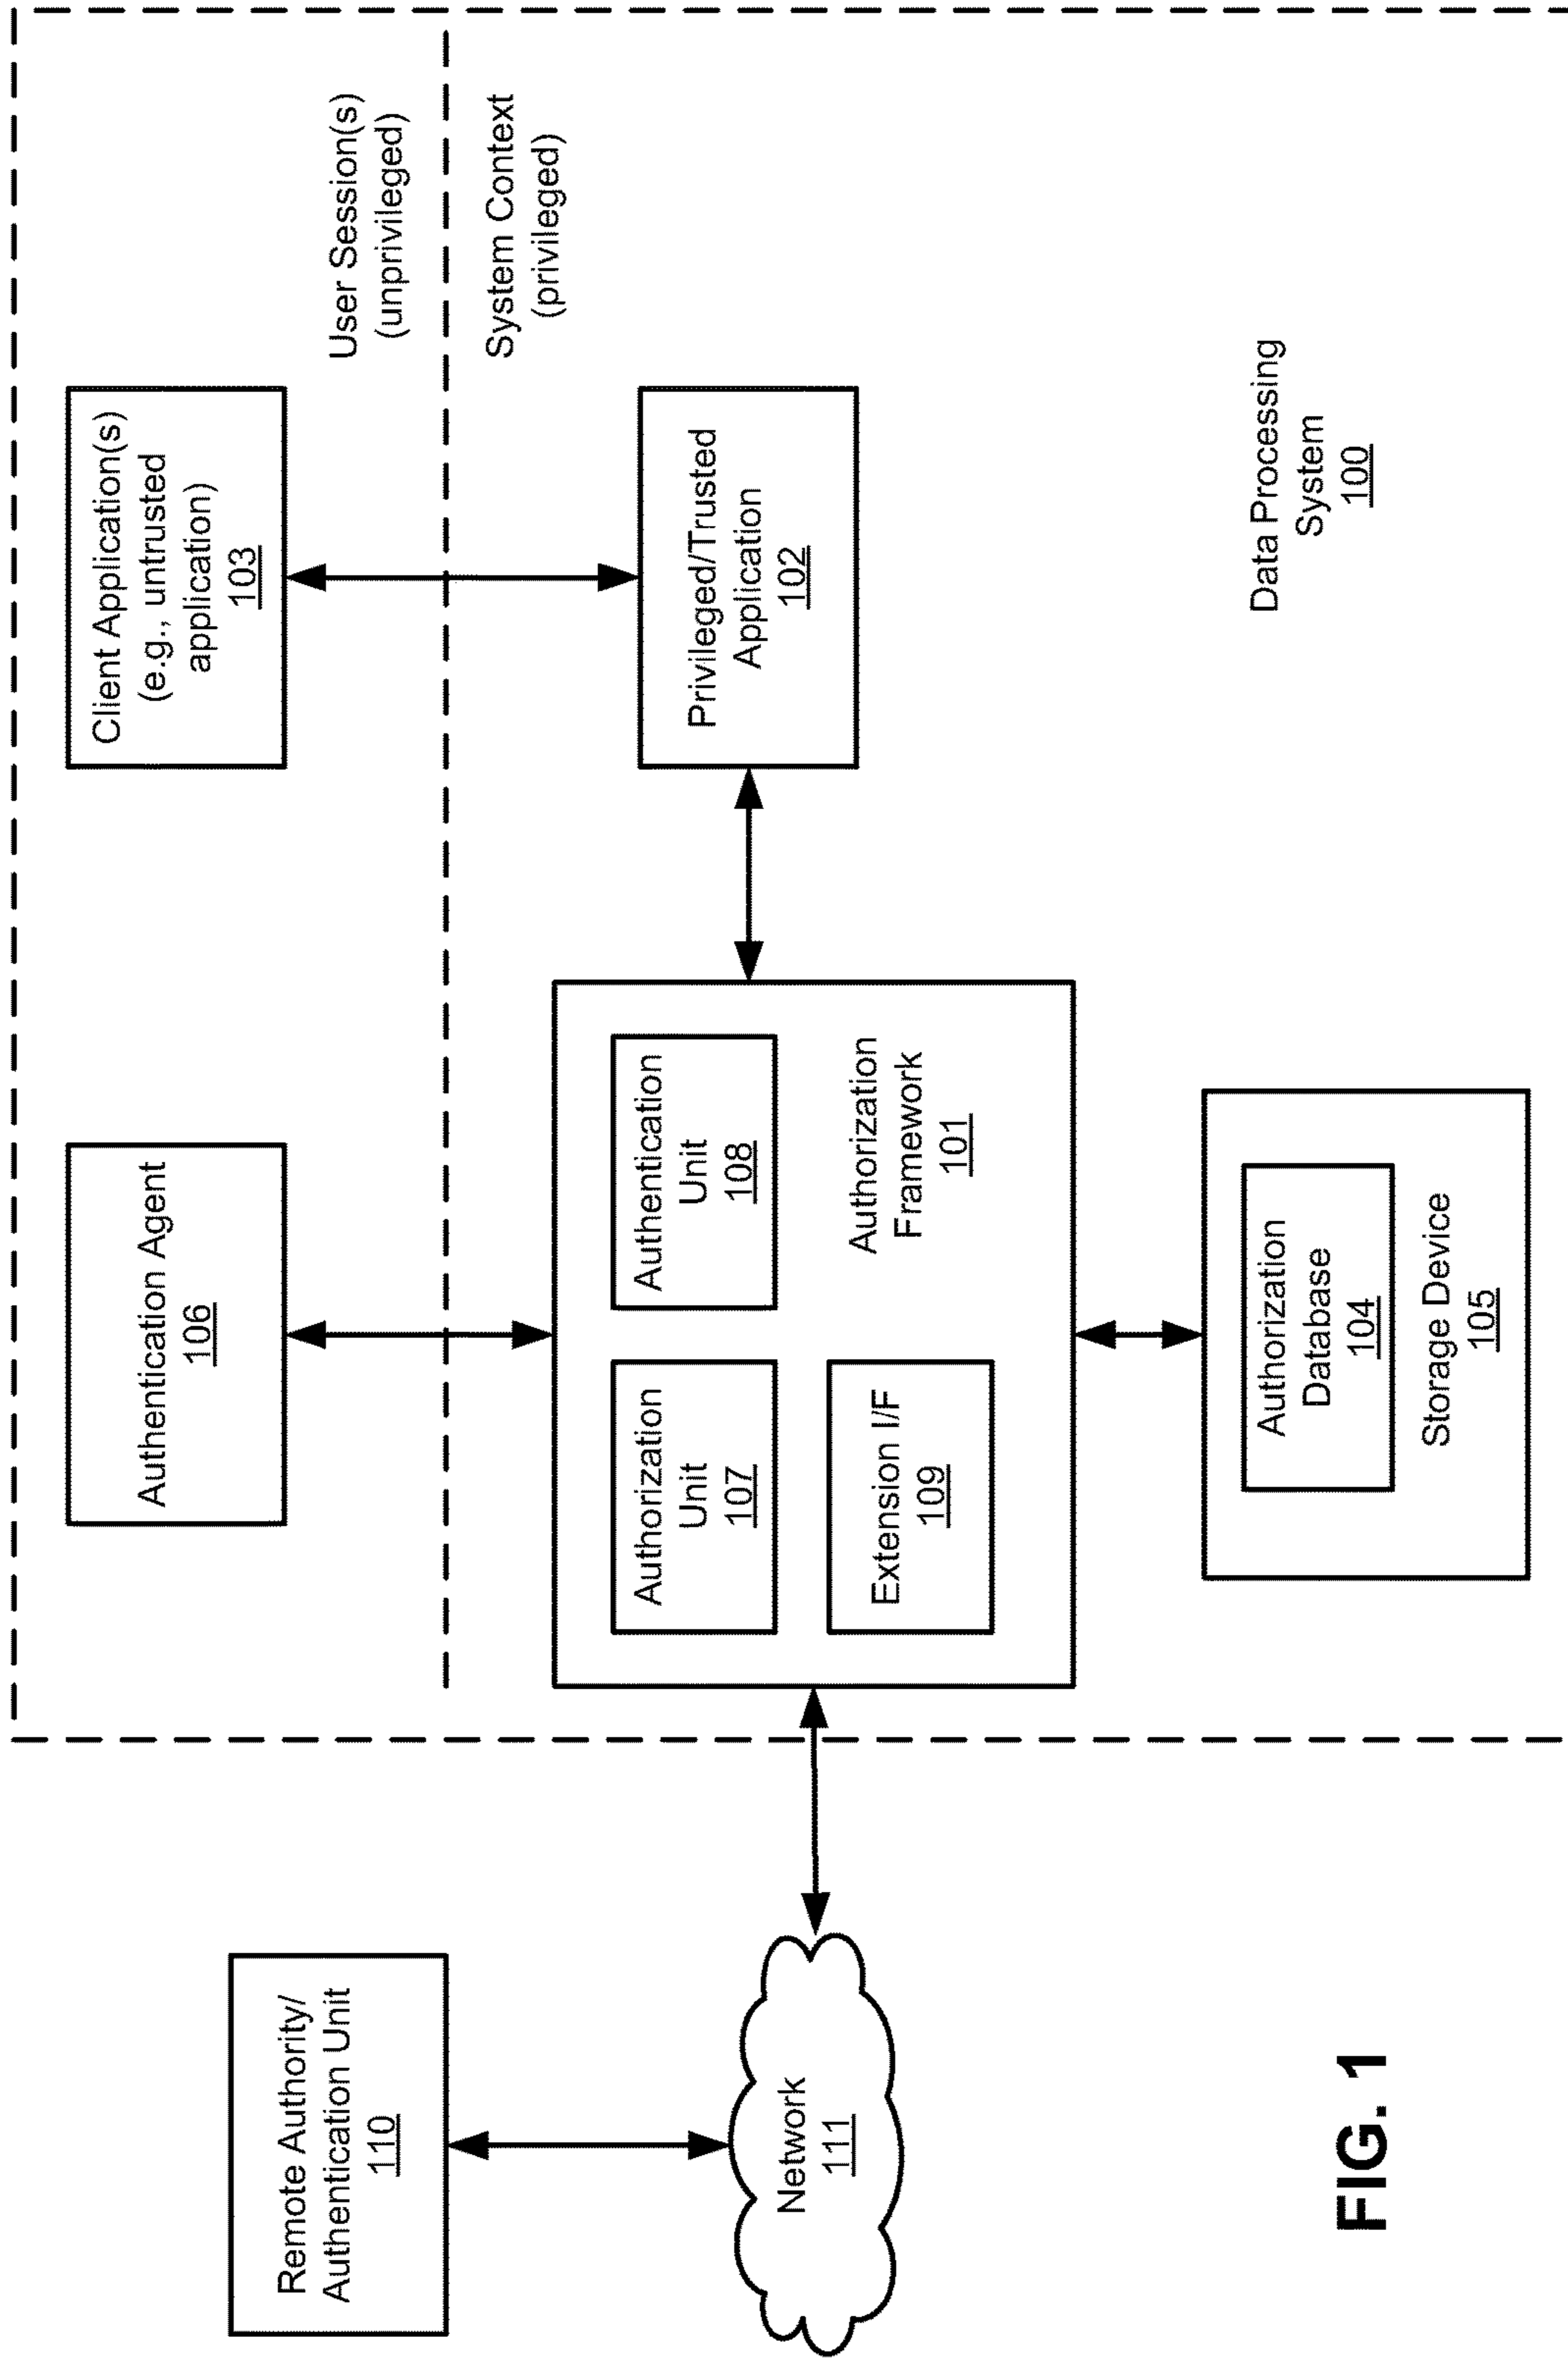 Remote Authority/
Authentication Unit
110
Network
111
Authentication Agent
106
Client Application(s)
(e.g., untrusted
application)
103
User Session(s)
(unprivileged)
System Context
(privileged)
Authorization
Unit
107
Authentication
Unit
108
Extension I/F
109
Authorization
Framework
101
Privileged/Trusted
Application
102
Authorization
Database
104
Storage Device
105
Data Processing
System
100
FIG. 1